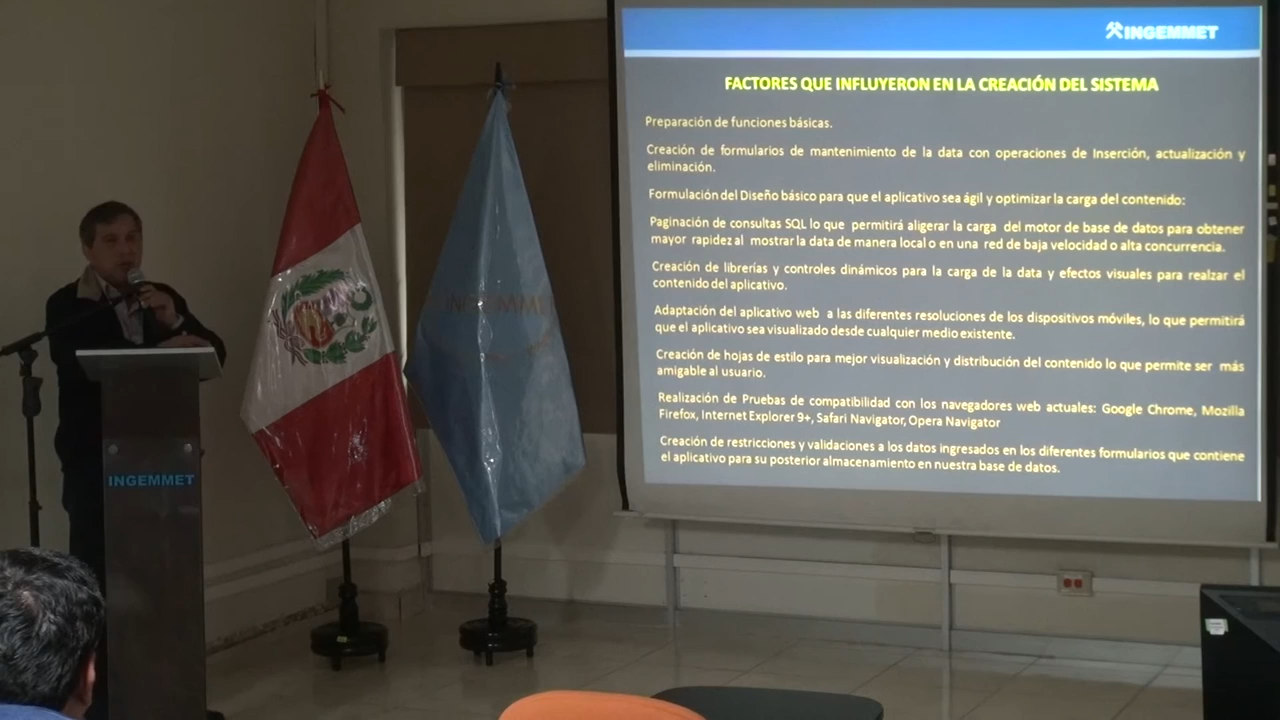 INGEMMET
FACTORES QUE INFLUYERON EN LA CREACIÓN DEL SISTEMA
Preparación de funciones básicas.
Creación de formularios de mantenimiento de la data con operaciones de Inserción, actualización y
eliminación.
Formulación del Diseño básico para que el aplicativo sea ágil y optimizar la carga del contenido:
Paginación de consultas SQL lo que permitirá aligerar la carga del motor de base de datos para obtener
mayor rapidez al mostrar la data de manera local o en una red de baja velocidad o alta concurrencia.
Creación de librerías y controles dinámicos para la carga de la data y efectos visuales para realzar el
contenido del aplicativo.
Adaptación del aplicativo web a las diferentes resoluciones de los dispositivos móviles, lo que permitirá
que el aplicativo sea visualizado desde cualquier medio existente.
Creación de hojas de estilo para mejor visualización y distribución del contenido lo que permite ser más
amigable al usuario.
Realización de Pruebas de compatibilidad con los navegadores web actuales: Google Chrome, Mozilla
Firefox, Internet Explorer 9+, Safari Navigator, Opera Navigator
Creación de restricciones y validaciones a los datos ingresados en los diferentes formularios que contiene
el aplicativo para su posterior almacenamiento en nuestra base de datos.
INGEMMET